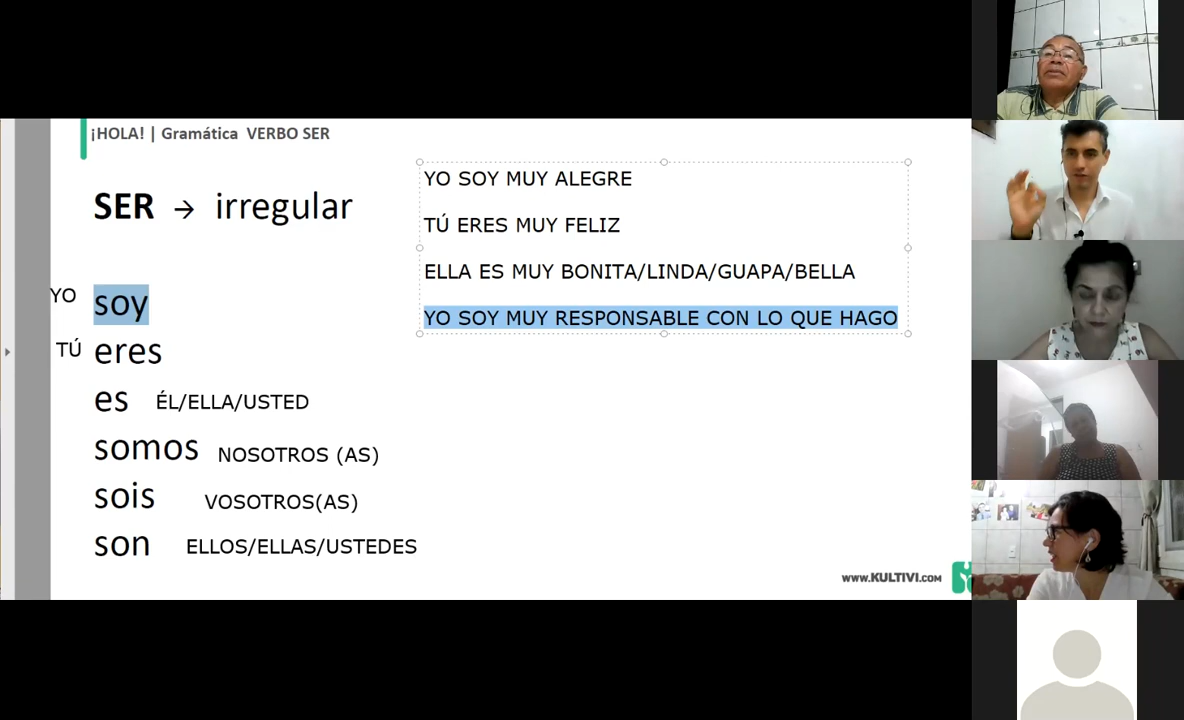 ¡HOLA! | Gramática VERBO SER
SER → irregular
YO soy
TÚ eres
es ÉL/ELLA/USTED
somos NOSOTROS (AS)
sois VOSOTROS(AS)
son ELLOS/ELLAS/USTEDES
YO SOY MUY ALEGRE
TÚ ERES MUY FELIZ
ELLA ES MUY BONITA/LINDA/GUAPA/BELLA
YO SOY MUY RESPONSABLE CON LO QUE HAGO
WWW.KULTIVI.COM